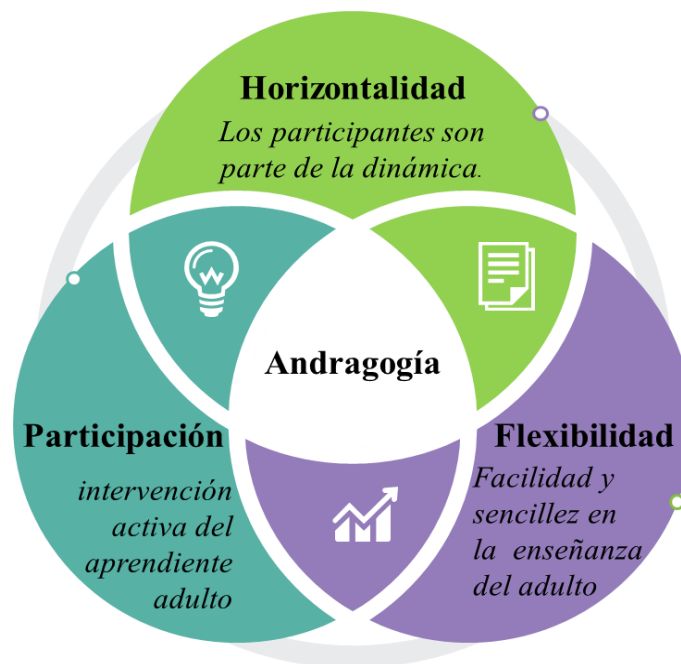 Horizontalidad
Los participantes son
parte de la dinámica.
Andragogía
Participación
intervención
activa del
aprendiente
adulto
Flexibilidad
Facilidad y
sencillez en
la enseñanza
del adulto